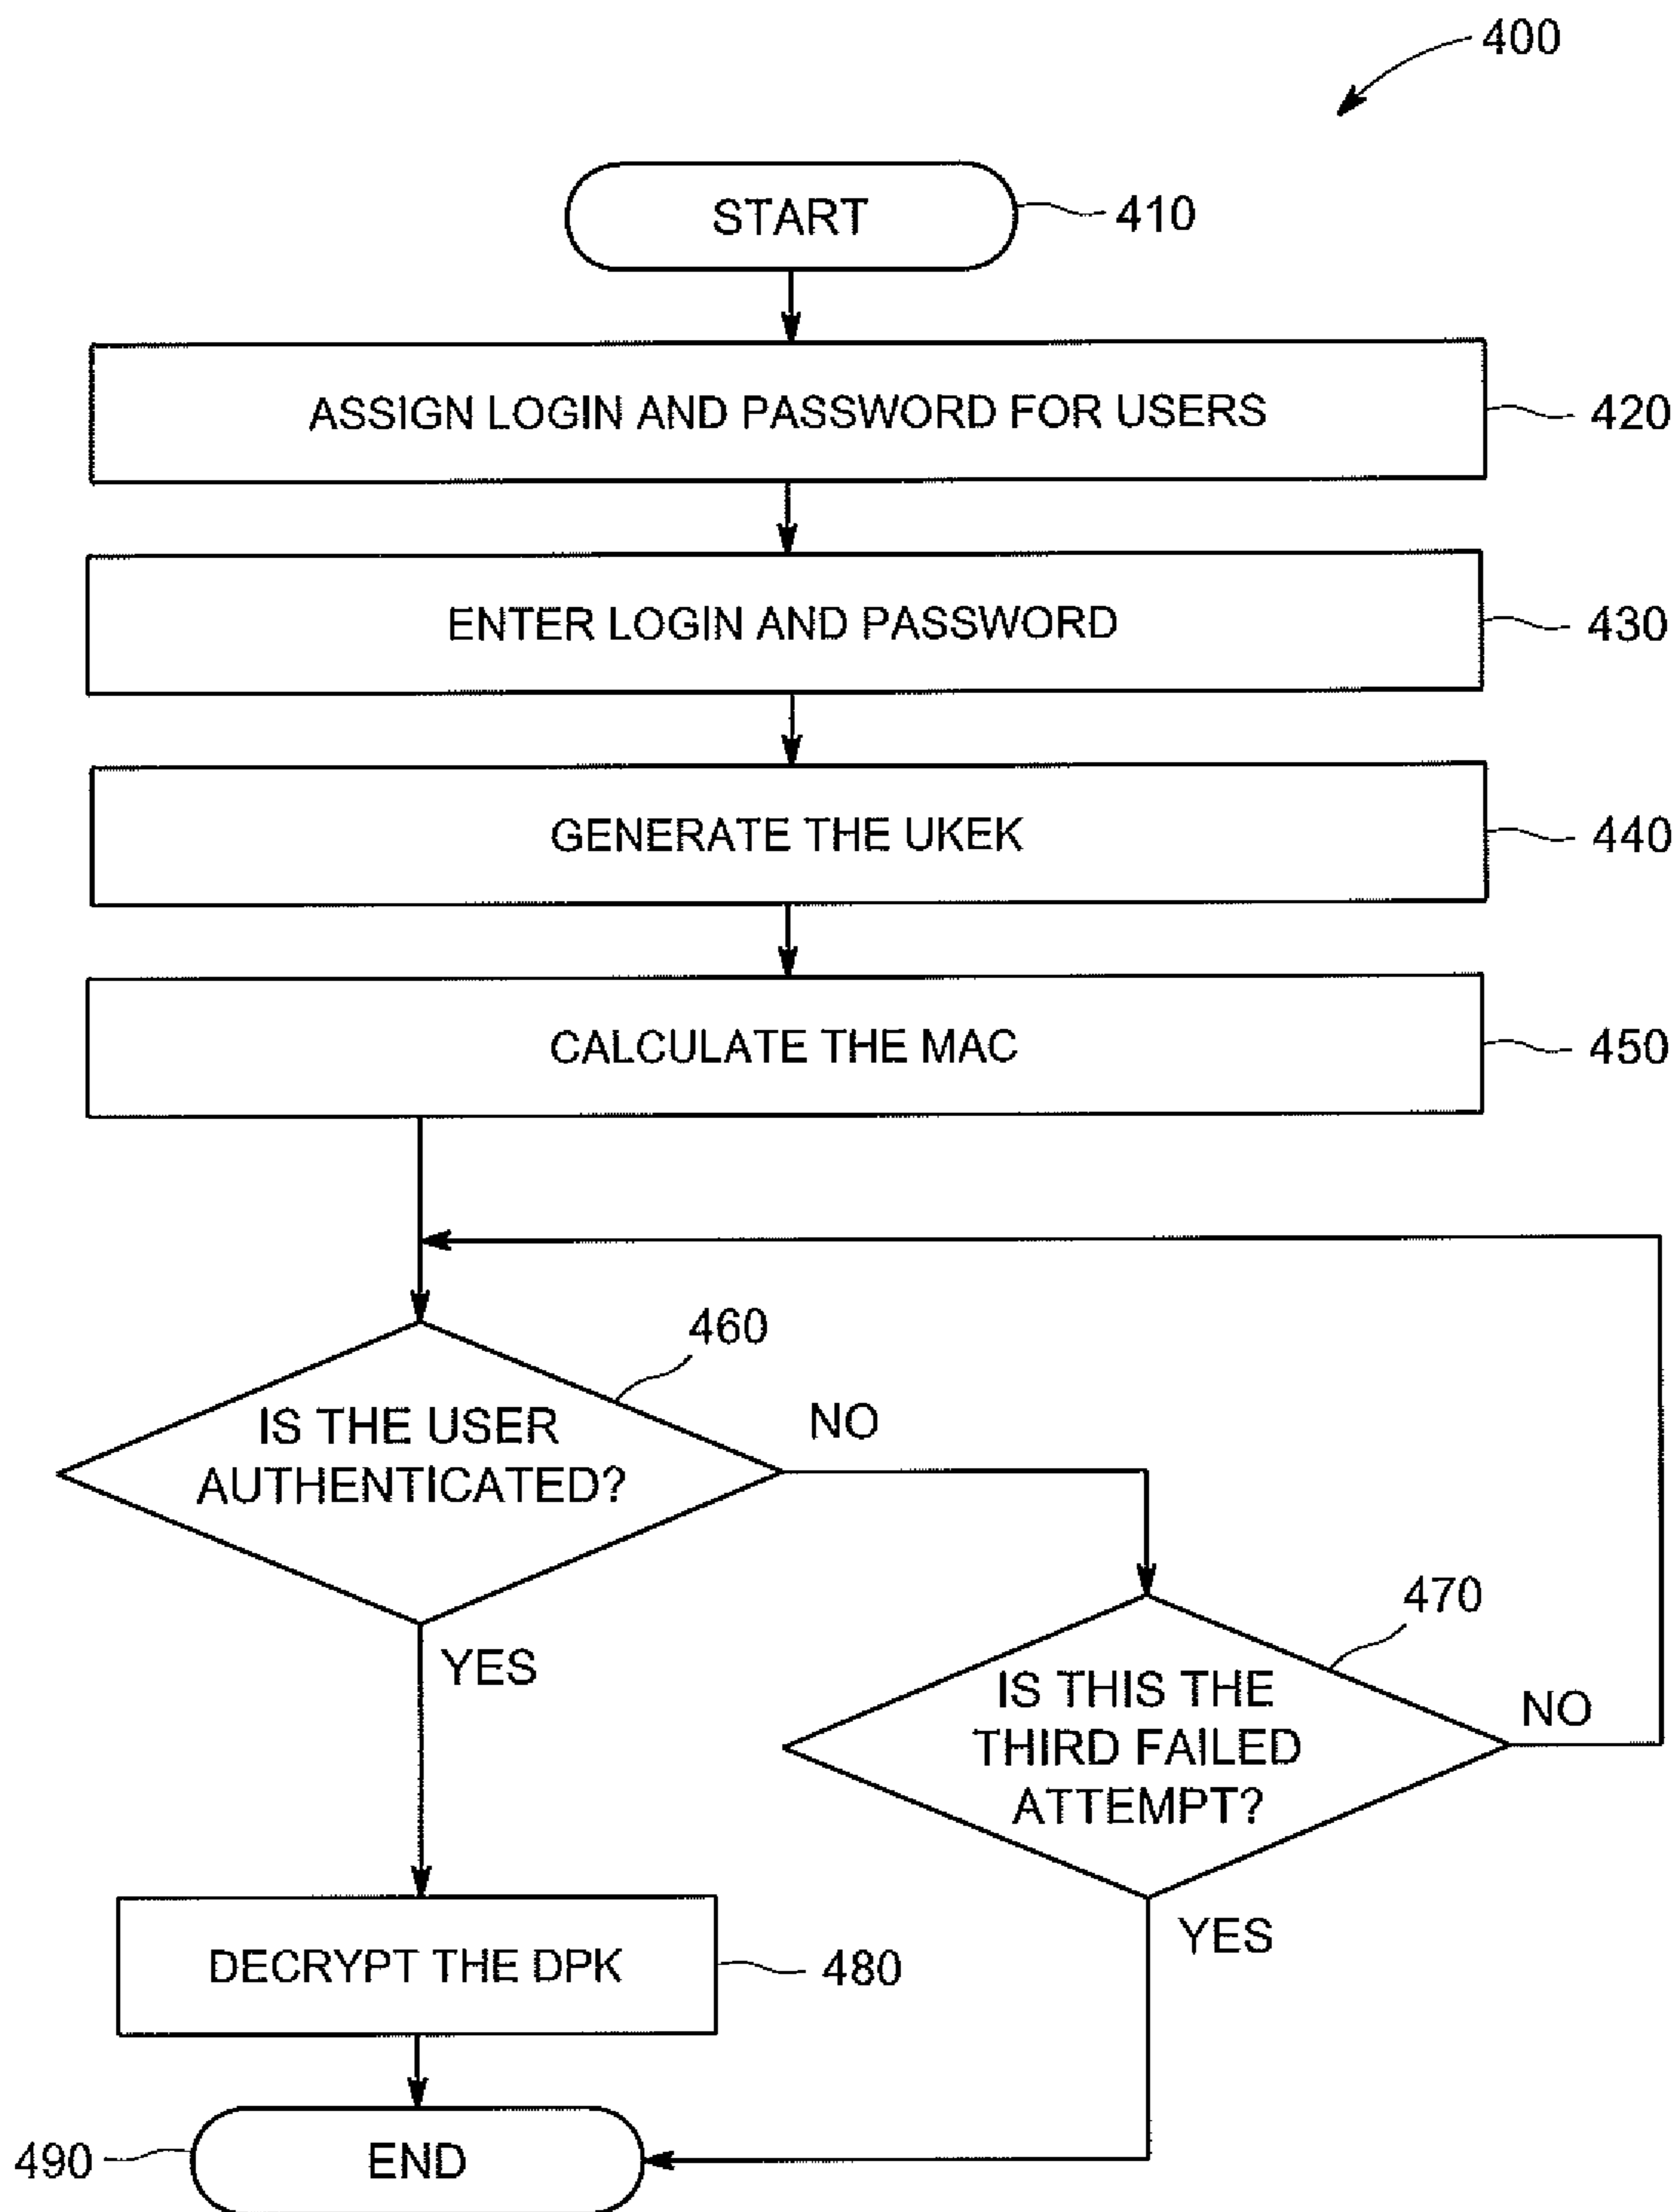 400
START
410
ASSIGN LOGIN AND PASSWORD FOR USERS
420
ENTER LOGIN AND PASSWORD
430
GENERATE THE UKEK
440
CALCULATE THE MAC
450
460
IS THE USER
AUTHENTICATED?
NO
YES
470
IS THIS THE
THIRD FAILED
ATTEMPT?
NO
YES
DECRYPT THE DPK
480
490
END